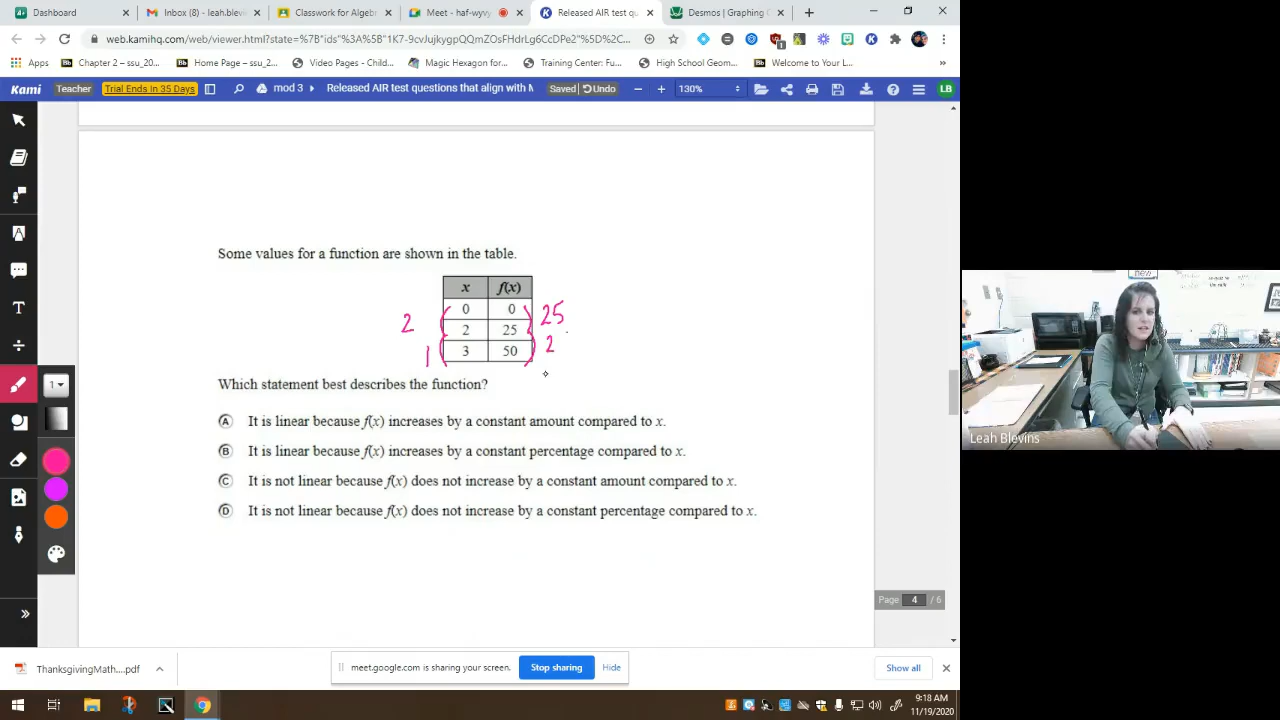 Dashboard
Inbox (8) - leah.blevi
Classwork for Algebr
Meet - haf-wyvy
Released AIR test qu
Desmos | Graphing C
web.kamihq.com/web/viewer.html?state=%7B"ids"%3A%5B"1K7-9cvJujkygpQQmZOsFHdrLg6CcDPe2"%5D%2C...
Apps
Chapter 2 – ssu_20...
Home Page – ssu_2...
Video Pages - Child...
Magic Hexagon for...
Training Center: Fu...
High School Geom...
Welcome to Your L...
Kami
Teacher
Trial Ends In 35 Days
mod 3
Released AIR test questions that align with M
Saved
Undo
130%
LB
Some values for a function are shown in the table.
x f(x)
0 0
2 25
3 50
2 25
1 2
Which statement best describes the function?
A It is linear because f(x) increases by a constant amount compared to x.
B It is linear because f(x) increases by a constant percentage compared to x.
C It is not linear because f(x) does not increase by a constant amount compared to x.
D It is not linear because f(x) does not increase by a constant percentage compared to x.
1
Page 4 / 6
Leah Blevins
ThanksgivingMath....pdf
meet.google.com is sharing your screen.
Stop sharing
Hide
Show all
9:18 AM
11/19/2020